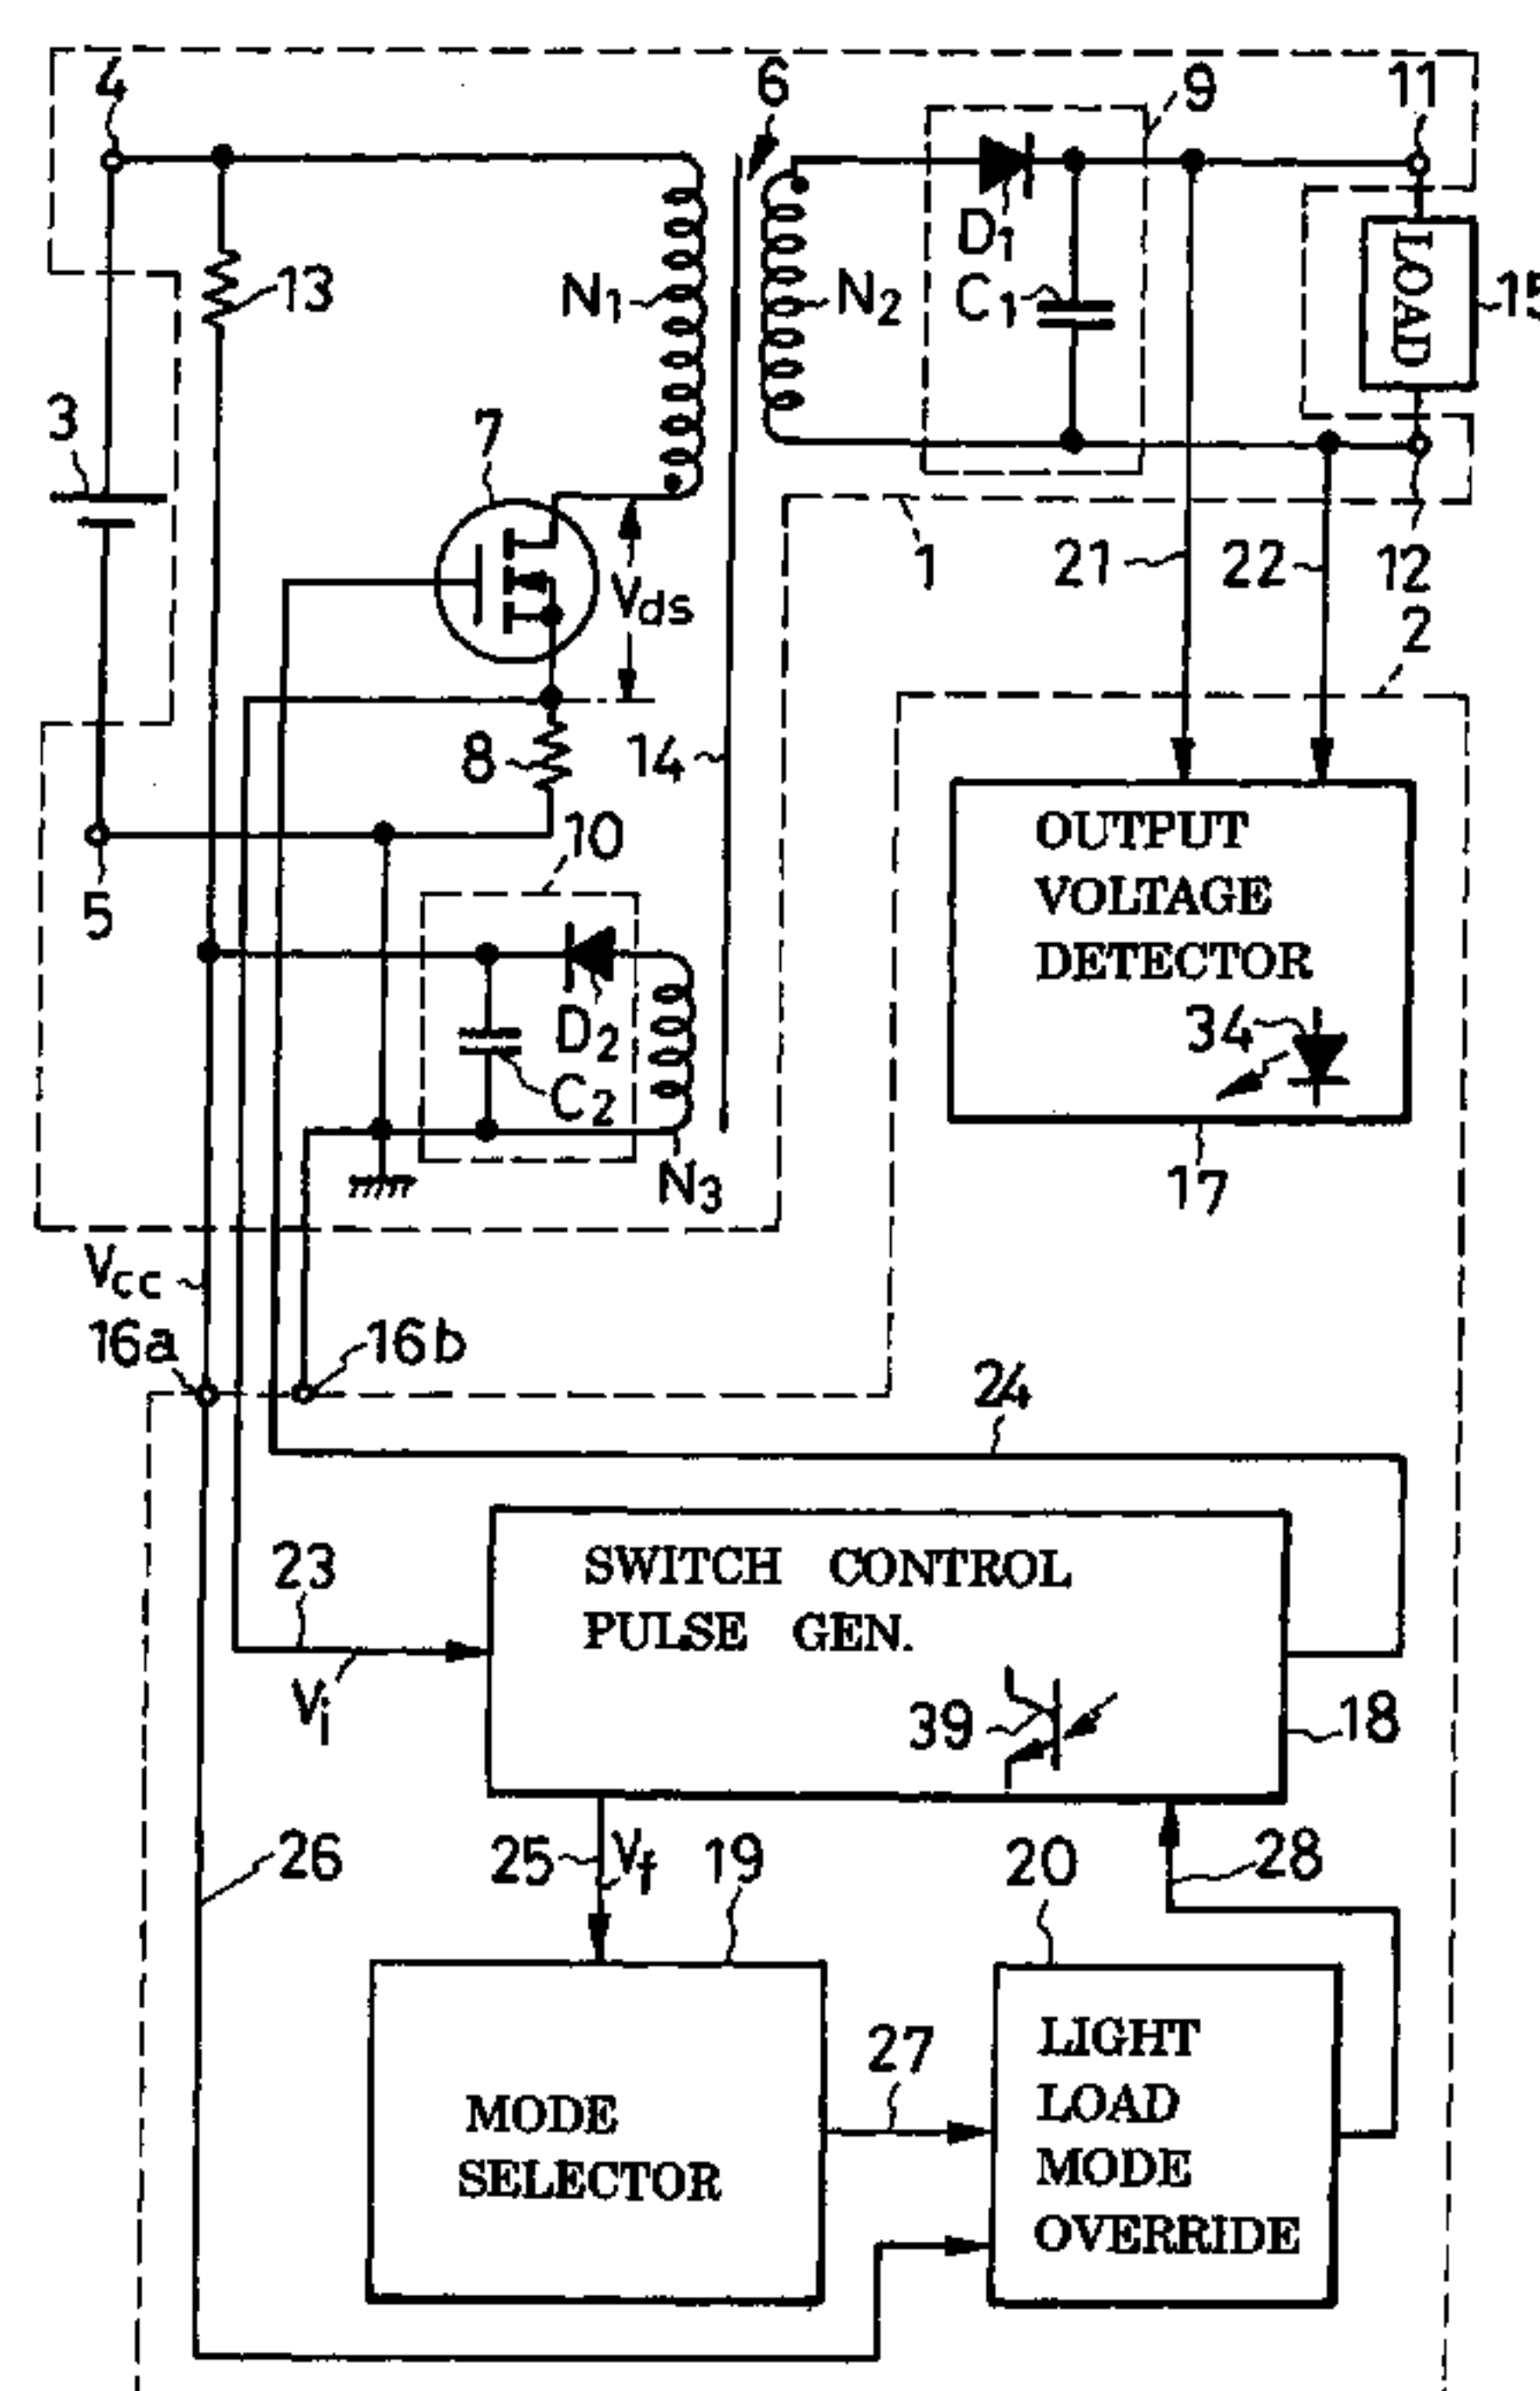 4
6
9
11
D1
13
N1
N2
C1
LOAD
15
3
7
1
21
22
12
Vds
2
8
14
10
OUTPUT
VOLTAGE
DETECTOR
5
D2
34
C2
17
N3
Vcc
16a
16b
24
23
SWITCH CONTROL
PULSE GEN.
Vi
39
18
26
25
Vf
19
20
28
27
LIGHT
LOAD
MODE
OVERRIDE
MODE
SELECTOR